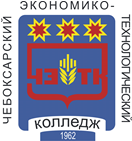 ЧЕБОКСАРСКИЙ
ЭКОНОМИКО-
ТЕХНОЛОГИЧЕСКИЙ
ЧЭТК
КОЛЛЕДЖ
1962